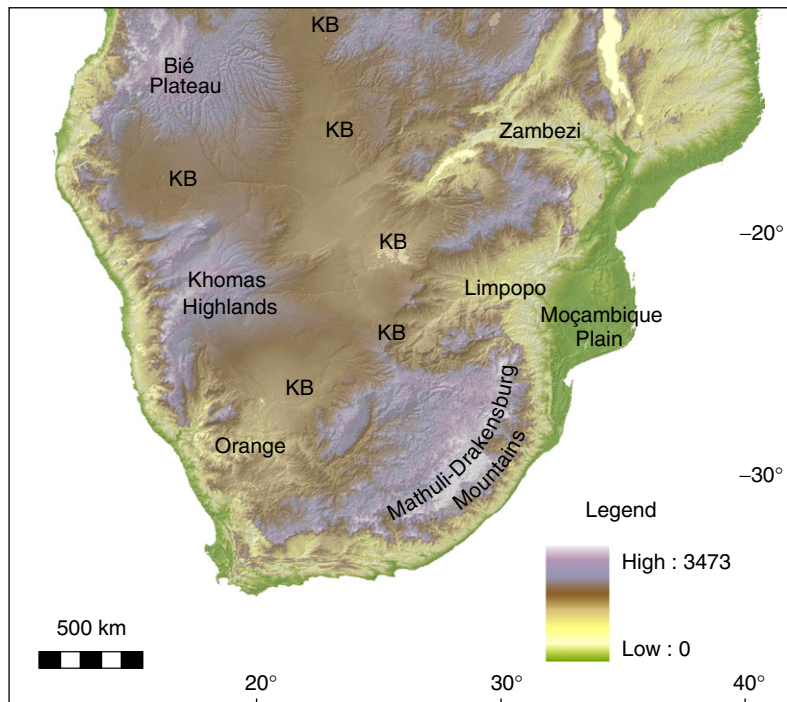 KB
Bié
Plateau
KB
Zambezi
KB
−20°
KB
Khomas
Highlands
Limpopo
Moçambique
Plain
KB
KB
Orange
Mathuli-Drakensburg
Mountains
−30°
Legend
High : 3473
Low : 0
500 km
20°
30°
40°